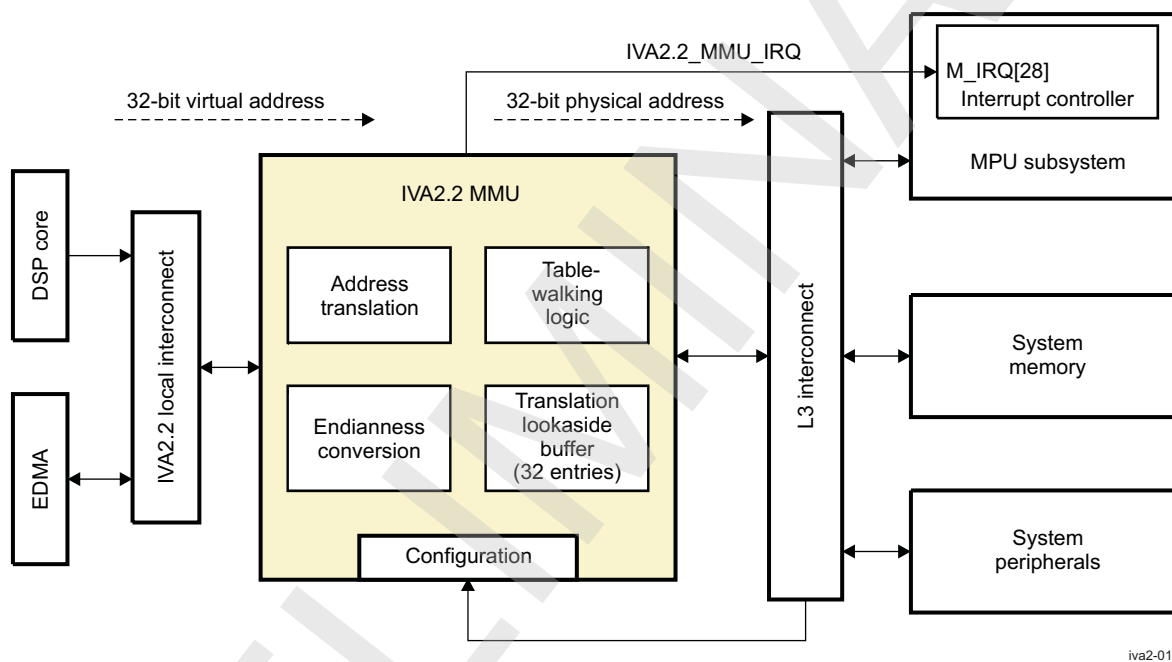 IVA2.2_MMU_IRQ
M_IRQ[28]
Interrupt controller
MPU subsystem
32-bit virtual address
32-bit physical address
DSP core
EDMA
IVA2.2 local interconnect
IVA2.2 MMU
Address
translation
Table-
walking
logic
Endianness
conversion
Translation
lookaside
buffer
(32 entries)
Configuration
L3 interconnect
System
memory
System
peripherals
iva2-01